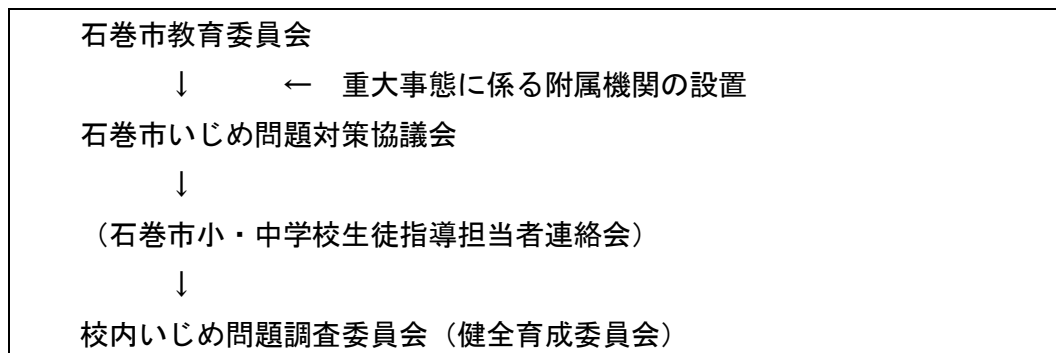 石巻市教育委員会
↓　　　←　重大事態に係る附属機関の設置
石巻市いじめ問題対策協議会
↓
（石巻市小・中学校生徒指導担当者連絡会）
↓
校内いじめ問題調査委員会（健全育成委員会）